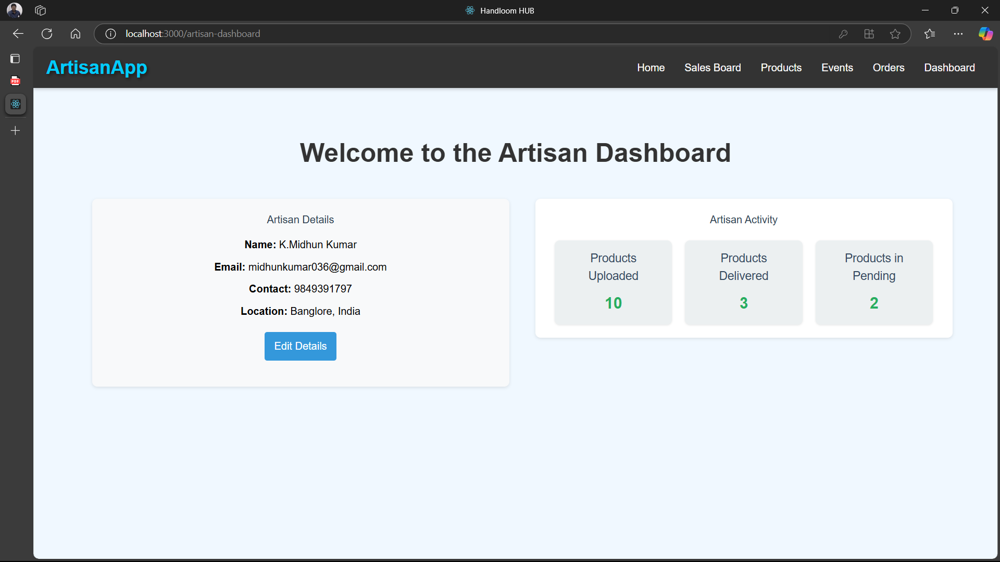 Handloom HUB
localhost:3000/artisan-dashboard
PDF
ArtisanApp
Home Sales Board Products Events Orders Dashboard
Welcome to the Artisan Dashboard
Artisan Details
Name: K.Midhun Kumar
Email: midhunkumar036@gmail.com
Contact: 9849391797
Location: Banglore, India
Edit Details
Artisan Activity
Products
Uploaded
10
Products
Delivered
3
Products in
Pending
2